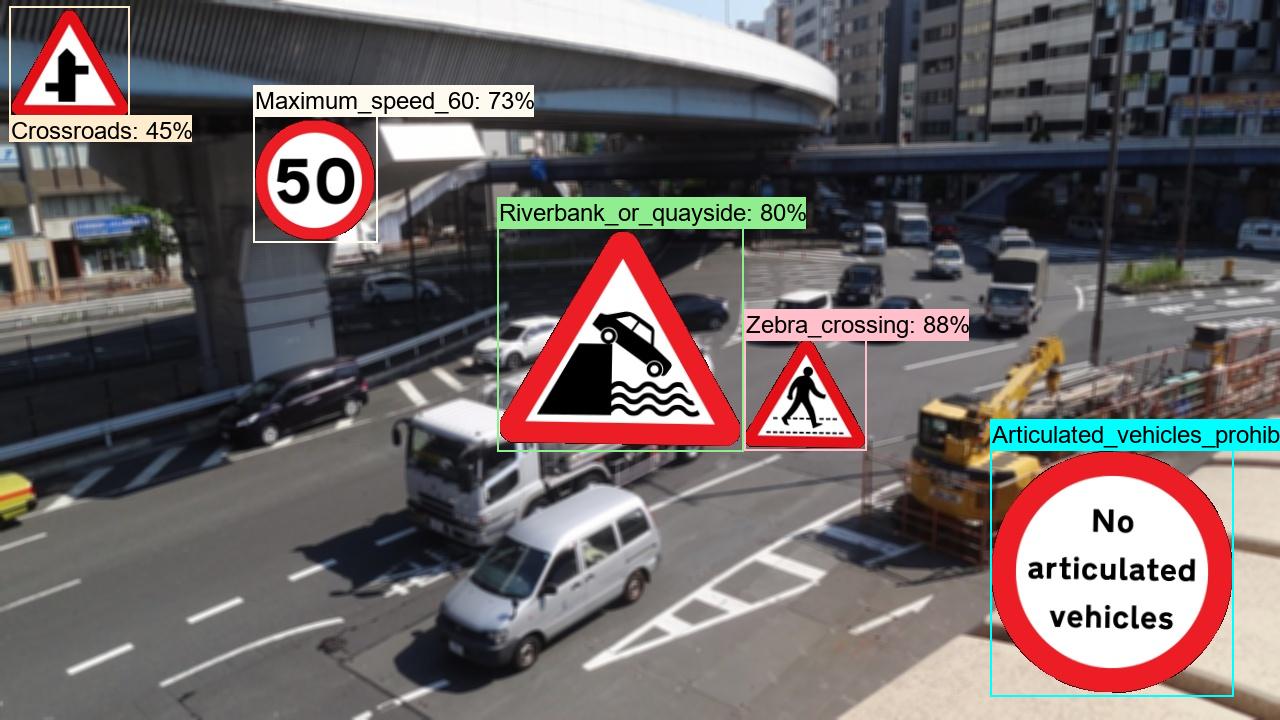 Crossroads: 45%
Maximum_speed_60: 73%
50
Riverbank_or_quayside: 80%
Zebra_crossing: 88%
Articulated_vehicles_prohib
No
articulated
vehicles